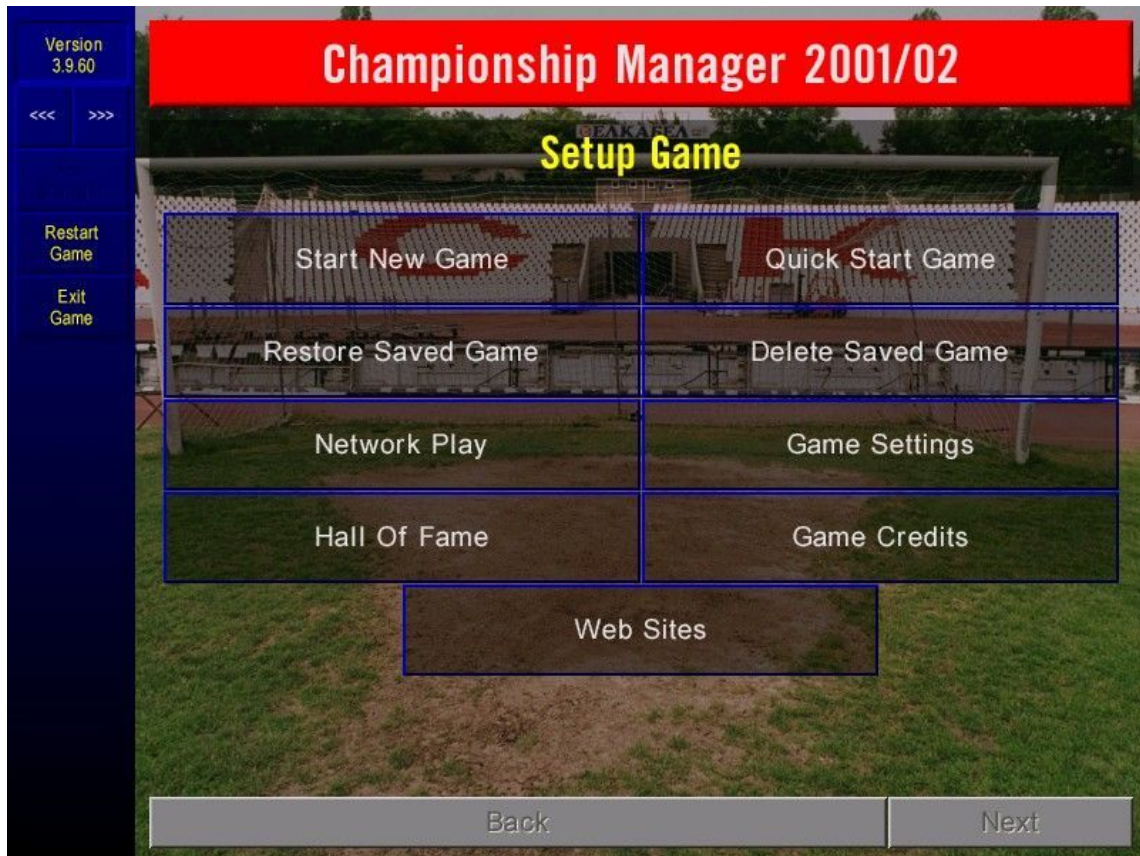 Version
3.9.60
<<< >>>
Restart
Game
Exit
Game
Championship Manager 2001/02
Setup Game
Start New Game
Quick Start Game
Restore Saved Game
Delete Saved Game
Network Play
Game Settings
Hall Of Fame
Game Credits
Web Sites
Back
Next